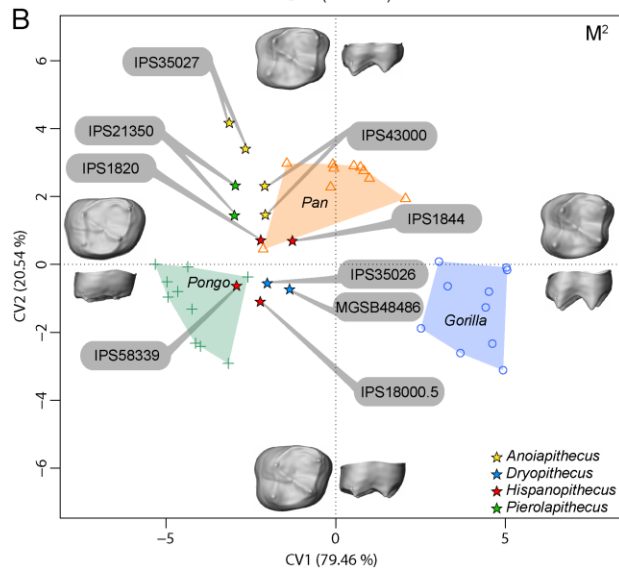 B
M²
IPS35027
IPS21350
IPS43000
IPS1820
Pan
IPS1844
IPS35026
Pongo
MGSB48486
Gorilla
IPS58339
IPS18000.5
Anoiapithecus
Dryopithecus
Hispanopithecus
Pierolapithecus
6
4
2
0
−2
−4
−6
CV2 (20.54 %)
−5
0
5
CV1 (79.46 %)